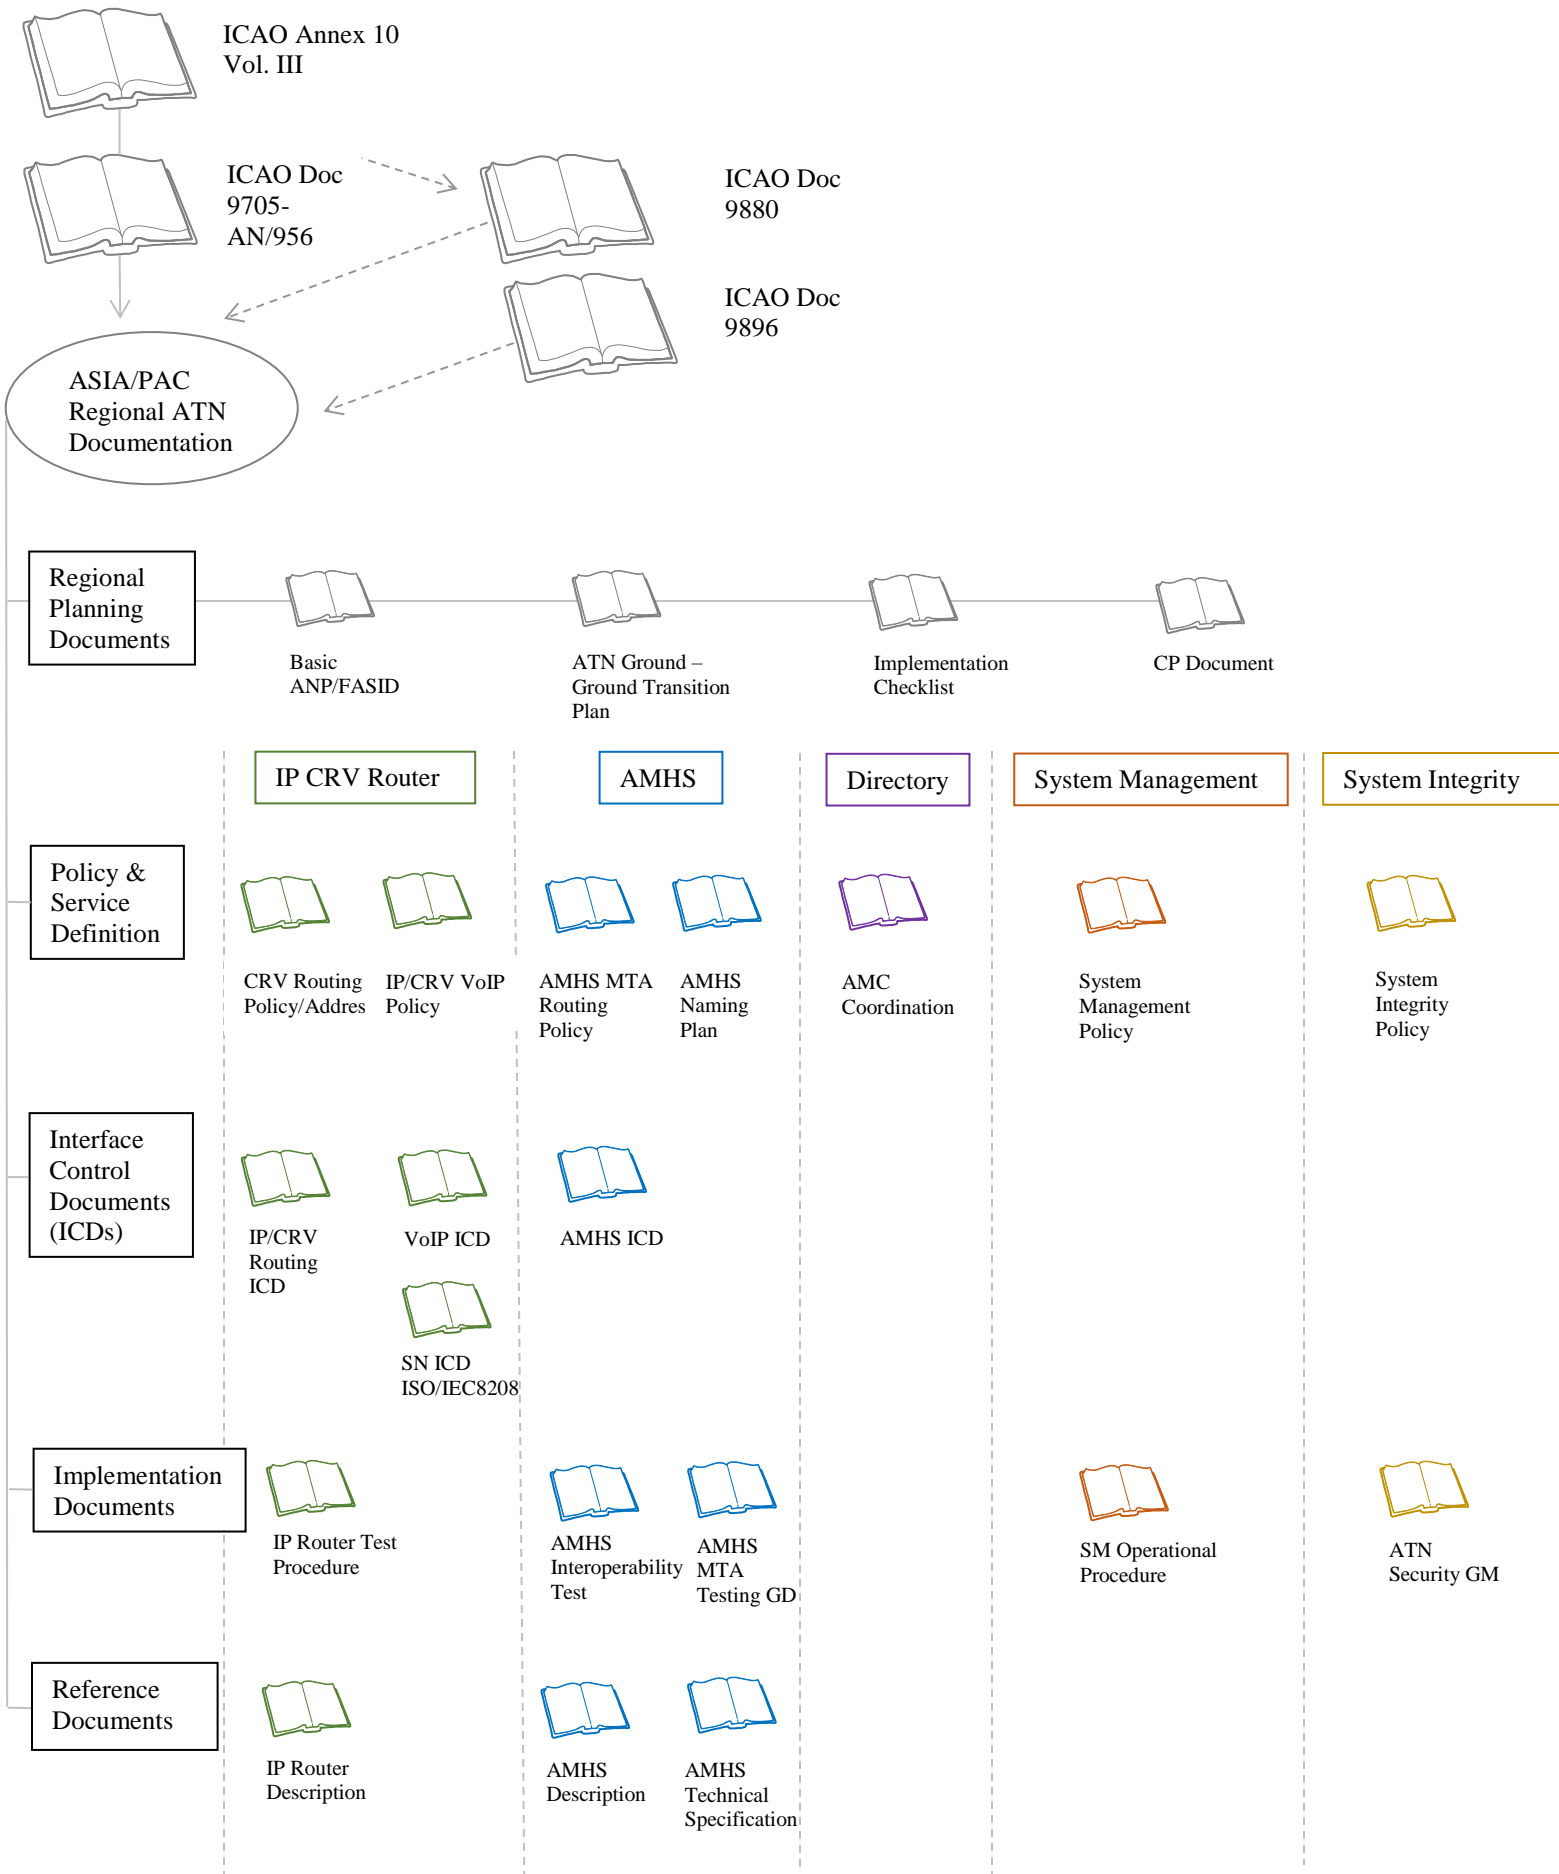 ICAO Annex 10
Vol. III
ICAO Doc
9705-
AN/956
ICAO Doc
9880
ICAO Doc
9896
ASIA/PAC
Regional ATN
Documentation
Regional
Planning
Documents
Basic
ANP/FASID
ATN Ground –
Ground Transition
Plan
Implementation
Checklist
CP Document
IP CRV Router
AMHS
Directory
System Management
System Integrity
Policy &
Service
Definition
CRV Routing
Policy/Addres
IP/CRV VoIP
Policy
AMHS MTA
Routing
Policy
AMHS
Naming
Plan
AMC
Coordination
System
Management
Policy
System
Integrity
Policy
Interface
Control
Documents
(ICDs)
IP/CRV
Routing
ICD
VoIP ICD
AMHS ICD
SN ICD
ISO/IEC8208
Implementation
Documents
IP Router Test
Procedure
AMHS
Interoperability
Test
AMHS
MTA
Testing GD
SM Operational
Procedure
ATN
Security GM
Reference
Documents
IP Router
Description
AMHS
Description
AMHS
Technical
Specification